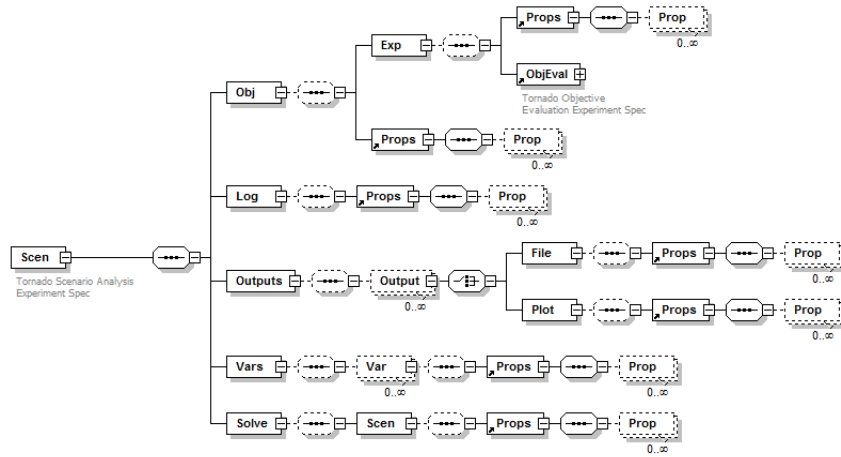 Props
Prop
0..∞
Exp
ObjEval
Tornado Objective
Evaluation Experiment Spec
Obj
Props
Prop
0..∞
Log
Props
Prop
0..∞
Scen
Tornado Scenario Analysis
Experiment Spec
File
Props
Prop
0..∞
Outputs
Output
0..∞
Plot
Props
Prop
0..∞
Vars
Var
0..∞
Props
Prop
0..∞
Solve
Scen
Props
Prop
0..∞